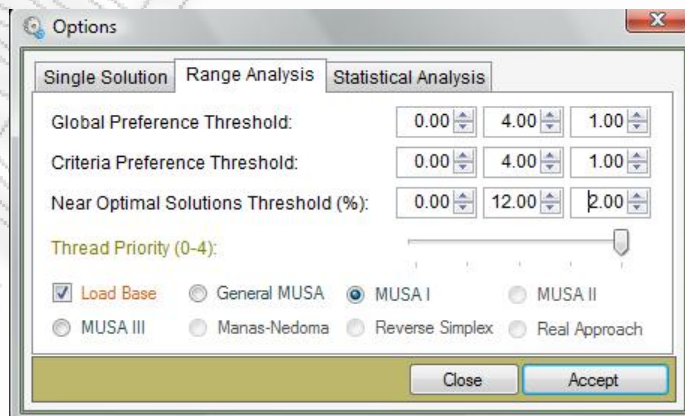 Options
Single Solution Range Analysis Statistical Analysis
Global Preference Threshold: 0.00 4.00 1.00
Criteria Preference Threshold: 0.00 4.00 1.00
Near Optimal Solutions Threshold (%): 0.00 12.00 2.00
Thread Priority (0-4):
Load Base General MUSA MUSA I MUSA II
MUSA III Manas-Nedoma Reverse Simplex Real Approach
Close Accept